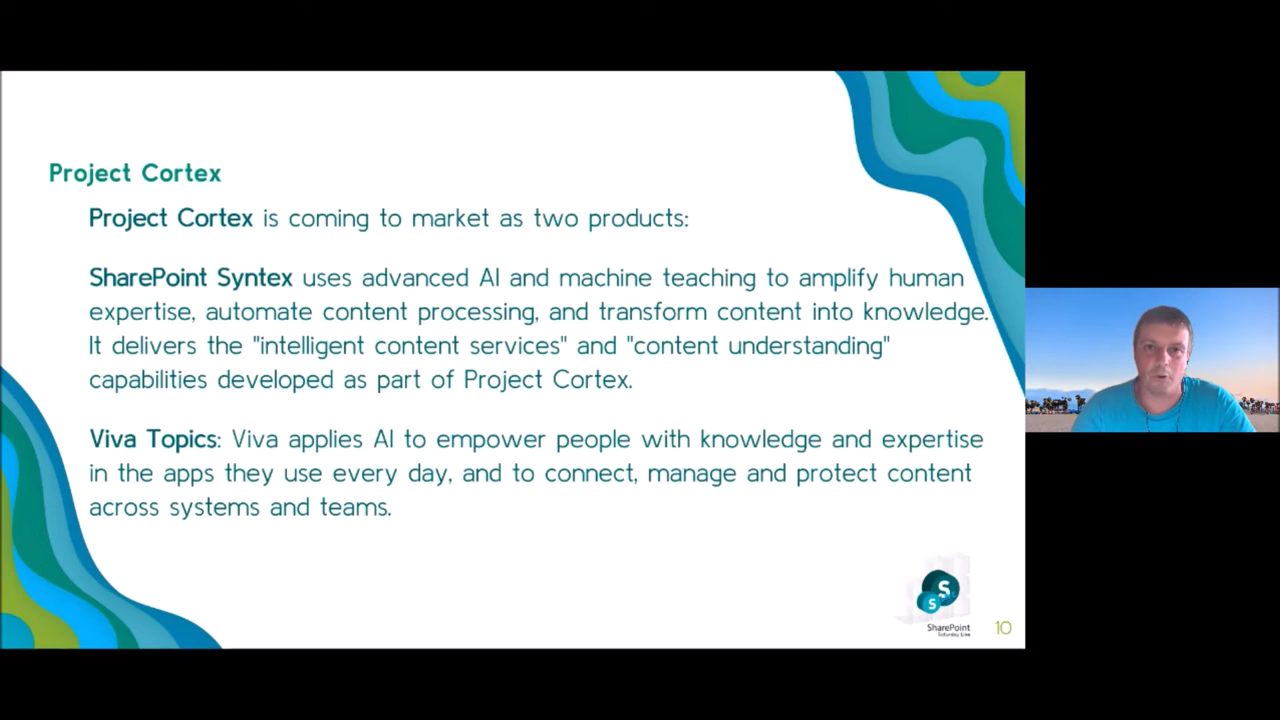 Project Cortex
Project Cortex is coming to market as two products:
SharePoint Syntex uses advanced AI and machine teaching to amplify human
expertise, automate content processing, and transform content into knowledge.
It delivers the "intelligent content services" and "content understanding"
capabilities developed as part of Project Cortex.
Viva Topics: Viva applies AI to empower people with knowledge and expertise
in the apps they use every day, and to connect, manage and protect content
across systems and teams.
S
S
SharePoint
Saturday Live
10